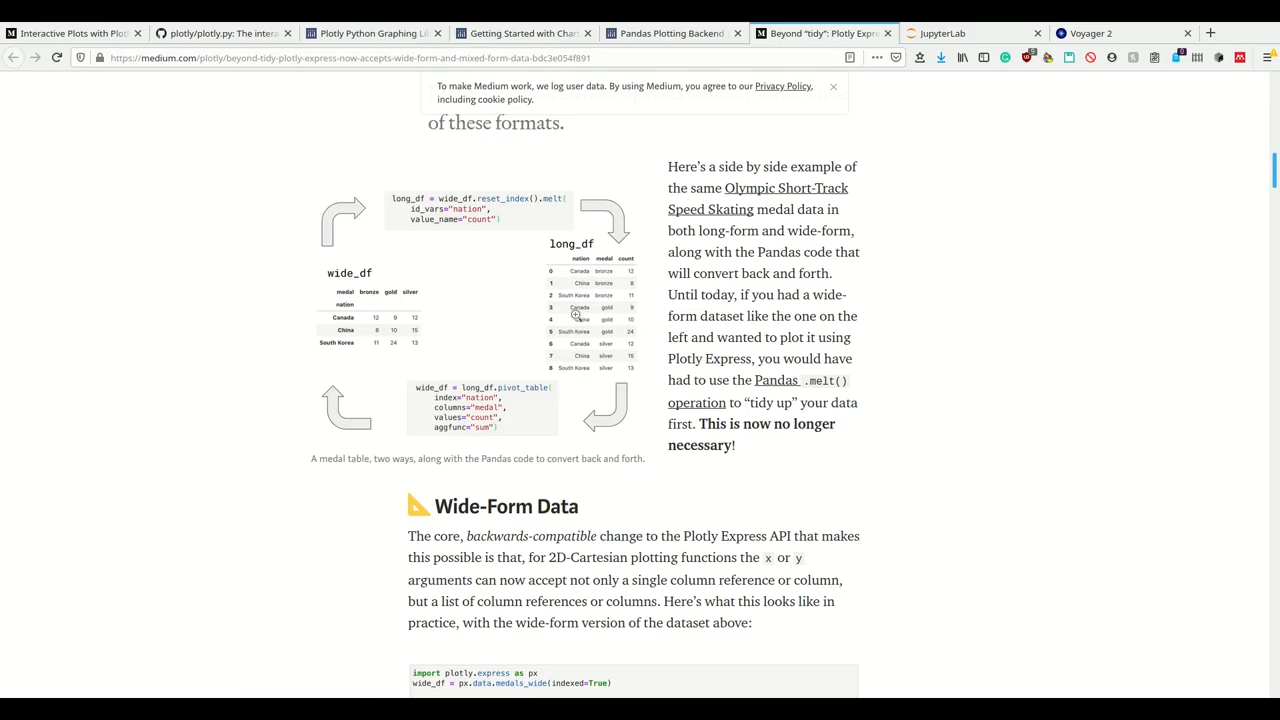 Interactive Plots with Plotl
plotly/plotly.py: The intera
Plotly Python Graphing Lib
Getting Started with Chart
Pandas Plotting Backend
Beyond “tidy”: Plotly Expres
JupyterLab
Voyager 2
https://medium.com/plotly/beyond-tidy-plotly-express-now-accepts-wide-form-and-mixed-form-data-bdc3e054f891
To make Medium work, we log user data. By using Medium, you agree to our Privacy Policy,
including cookie policy.
of these formats.
long_df = wide_df.reset_index().melt(
id_vars="nation",
value_name="count")
long_df
nation medal count
0 Canada bronze 12
1 China bronze 8
2 South Korea bronze 11
3 Canada gold 9
4 gold 10
5 South Korea gold 24
6 Canada silver 12
7 China silver 15
8 South Korea silver 13
wide_df
medal bronze gold silver
nation
Canada 12 9 12
China 8 10 15
South Korea 11 24 13
wide_df = long_df.pivot_table(
index="nation",
columns="medal",
values="count",
aggfunc="sum")
A medal table, two ways, along with the Pandas code to convert back and forth.
Here’s a side by side example of
the same Olympic Short-Track
Speed Skating medal data in
both long-form and wide-form,
along with the Pandas code that
will convert back and forth.
Until today, if you had a wide-
form dataset like the one on the
left and wanted to plot it using
Plotly Express, you would have
had to use the Pandas .melt()
operation to “tidy up” your data
first. This is now no longer
necessary!
Wide-Form Data
The core, backwards-compatible change to the Plotly Express API that makes
this possible is that, for 2D-Cartesian plotting functions the x or y
arguments can now accept not only a single column reference or column,
but a list of column references or columns. Here’s what this looks like in
practice, with the wide-form version of the dataset above:
import plotly.express as px
wide_df = px.data.medals_wide(indexed=True)